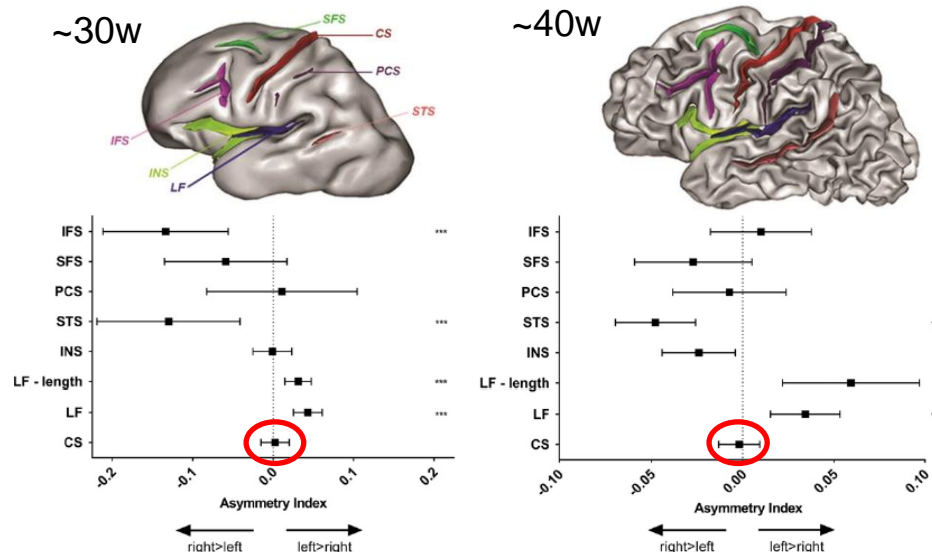 ~30w
SFS
CS
PCS
STS
IFS
INS
LF
IFS
***
SFS
PCS
STS
***
INS
LF - length
***
LF
***
CS
-0.2
-0.1
0.0
0.1
0.2
Asymmetry Index
right>left
left>right
~40w
IFS
SFS
PCS
STS
INS
LF - length
LF
CS
-0.10
-0.05
0.00
0.05
0.10
Asymmetry Index
right>left
left>right